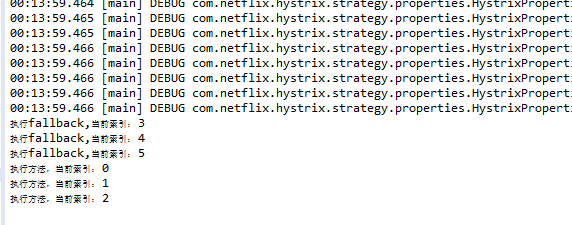 00:13:59.464 [main] DEBUG com.netflix.hystrix.strategy.properties.HystrixProperti
00:13:59.465 [main] DEBUG com.netflix.hystrix.strategy.properties.HystrixProperti
00:13:59.465 [main] DEBUG com.netflix.hystrix.strategy.properties.HystrixProperti
00:13:59.466 [main] DEBUG com.netflix.hystrix.strategy.properties.HystrixProperti
00:13:59.466 [main] DEBUG com.netflix.hystrix.strategy.properties.HystrixProperti
00:13:59.466 [main] DEBUG com.netflix.hystrix.strategy.properties.HystrixProperti
00:13:59.466 [main] DEBUG com.netflix.hystrix.strategy.properties.HystrixProperti
00:13:59.466 [main] DEBUG com.netflix.hystrix.strategy.properties.HystrixProperti
执行fallback,当前索引：3
执行fallback,当前索引：4
执行fallback,当前索引：5
执行方法，当前索引：0
执行方法，当前索引：1
执行方法，当前索引：2